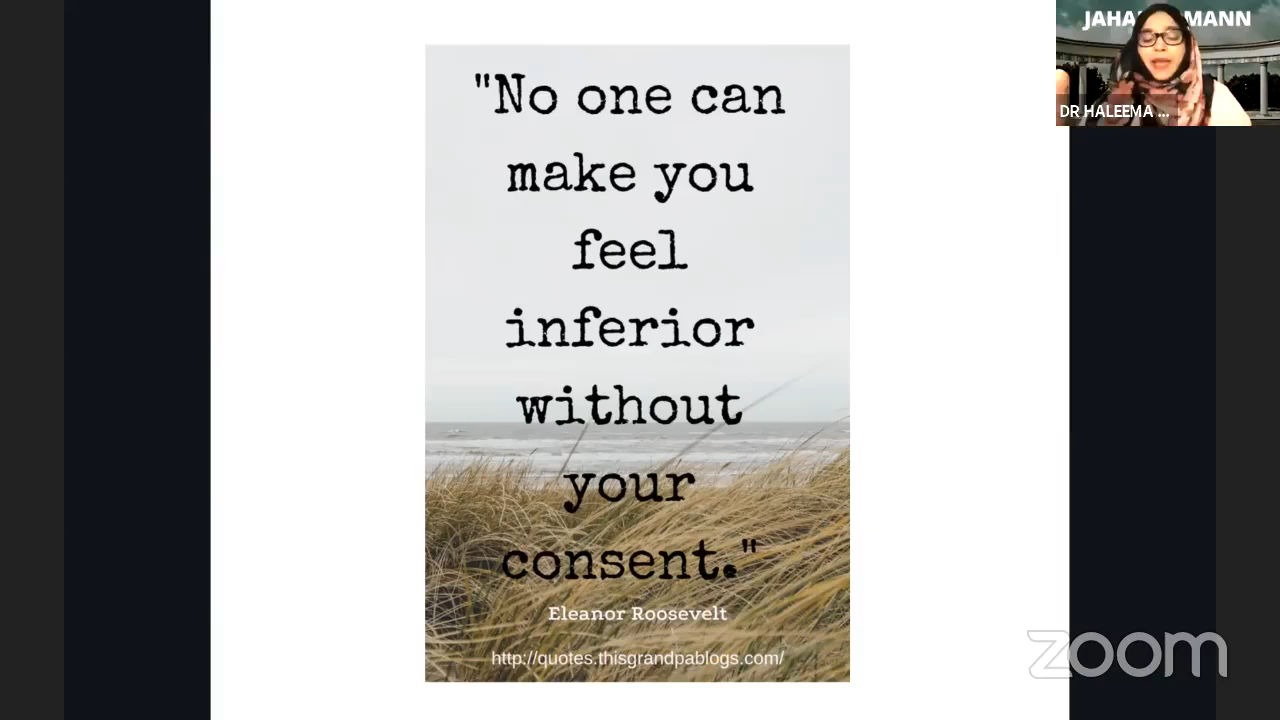 "No one can
make you
feel
inferior
without
your
consent."
Eleanor Roosevelt
http://quotes.thisgrandpablogs.com/
MANN
DR HALEEMA ...
zoom